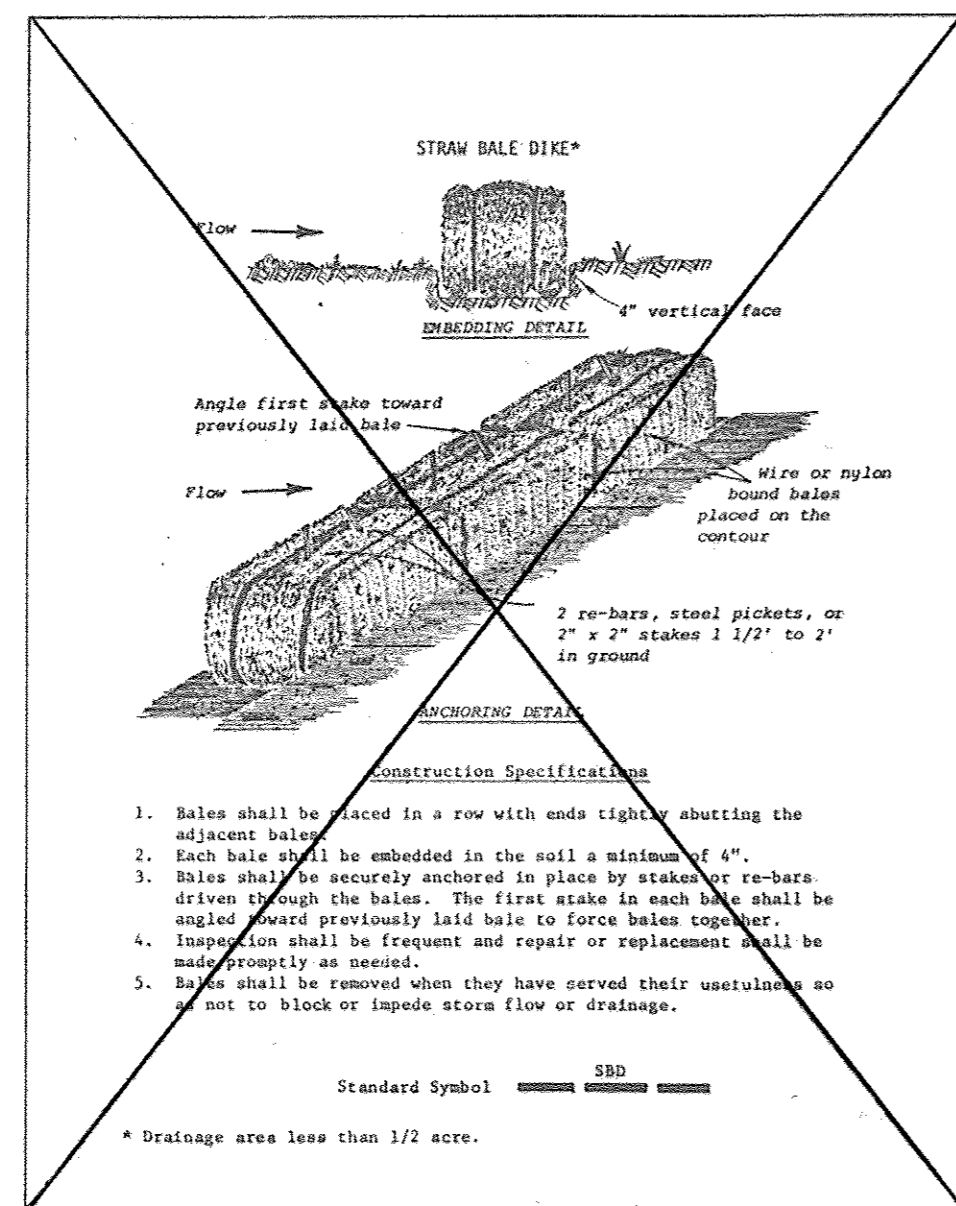 STRAW BALE DIKE*
Flow
4" vertical face
EMBEDDING DETAIL
Angle first stake toward
previously laid bale
Flow
Wire or nylon
bound bales
placed on the
contour
2 re-bars, steel pickets, or
2" x 2" stakes 1 1/2' to 2'
in ground
ANCHORING DETAIL
Construction Specifications
1. Bales shall be placed in a row with ends tightly abutting the
adjacent bales.
2. Each bale shall be embedded in the soil a minimum of 4".
3. Bales shall be securely anchored in place by stakes or re-bars
driven through the bales. The first stake in each bale shall be
angled toward previously laid bale to force bales together.
4. Inspection shall be frequent and repair or replacement shall be
made promptly as needed.
5. Bales shall be removed when they have served their usefulness so
as not to block or impede storm flow or drainage.
SBD
Standard Symbol
* Drainage area less than 1/2 acre.